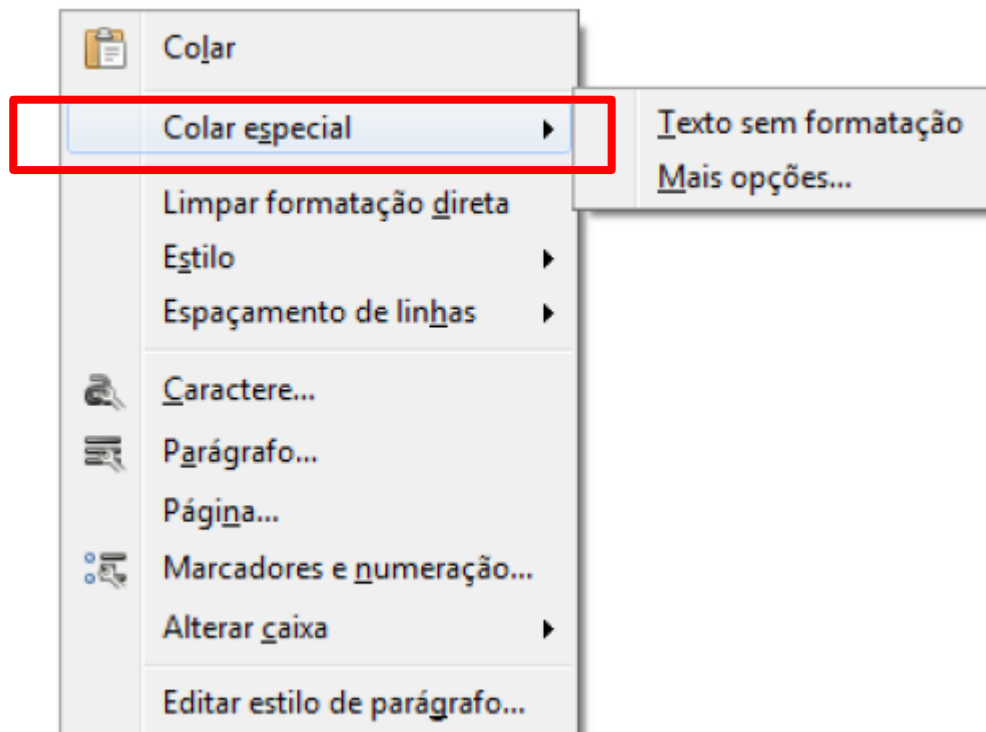 Colar
Colar especial
Texto sem formatação
Mais opções...
Limpar formatação direta
Estilo
Espaçamento de linhas
Caractere...
Parágrafo...
Página...
Marcadores e numeração...
Alterar caixa
Editar estilo de parágrafo...